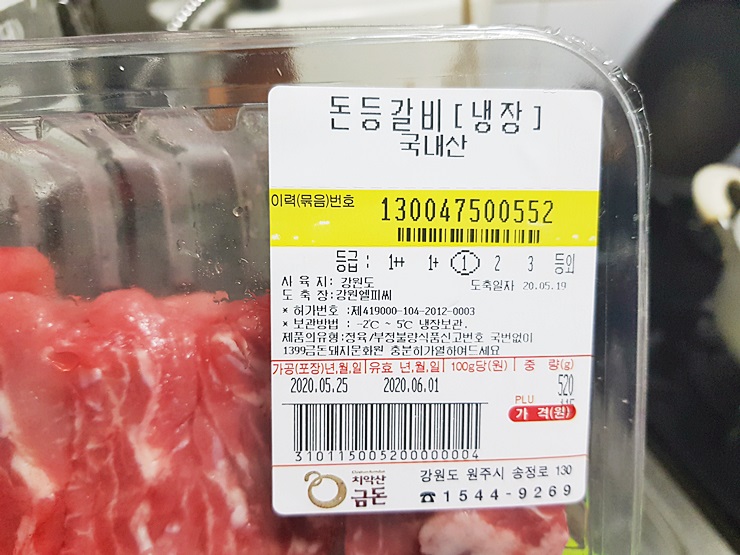 돈등갈비[냉장]
국내산
이력(묶음)번호 130047500552
등급: 1++ 1+ 1 2 3 등외
사 육 지: 강원도 도축일자 20.05.19
도 축 장:강원엘피씨
* 허가번호 :제419000-104-2012-0003
* 보관방법 : -2℃ ~ 5℃ 냉장보관.
제품의유형:정육/부정불량식품신고번호 국번없이
1399금돈돼지문화원 충분히가열하여드세요
가공(포장)년,월,일 유효 년,월,일 100g당(원) 중 량(g)
2020.05.25 2020.06.01 520
PLU
가 격(원)
3101150052000000004
치악산
금돈
강원도 원주시 송정로 130
☎1544-9269